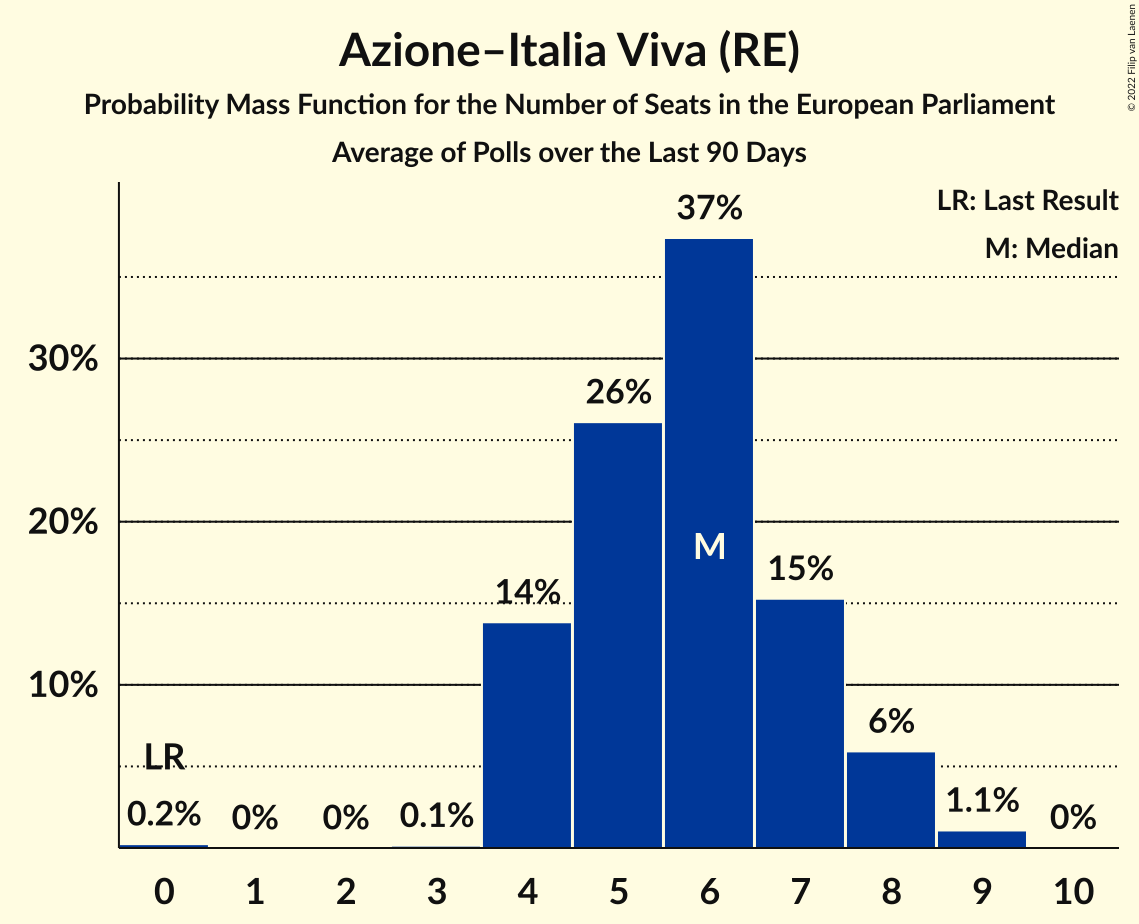 Azione–Italia Viva (RE)
Probability Mass Function for the Number of Seats in the European Parliament
Average of Polls over the Last 90 Days
© 2022 Filip van Laenen
LR: Last Result
M: Median
37%
30%
26%
20%
M
15%
14%
10%
6%
LR
0.2%
0%
0%
0.1%
1.1%
0%
0 1 2 3 4 5 6 7 8 9 10